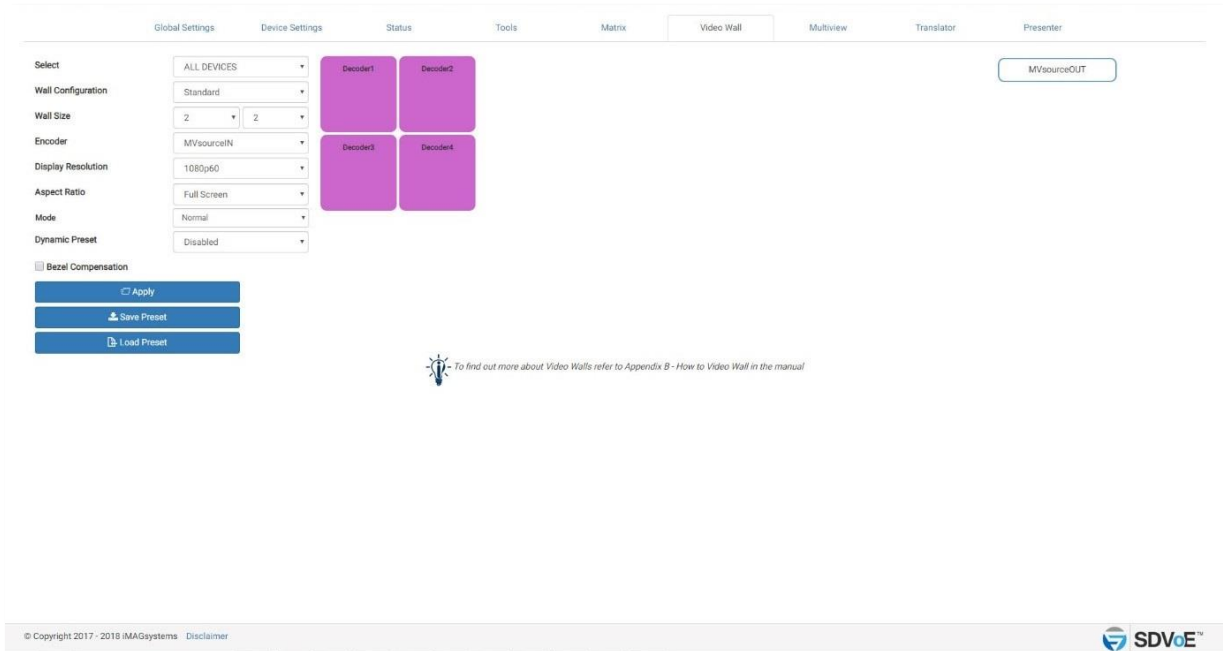 Global Settings Device Settings Status Tools Matrix Video Wall Multiview Translator Presenter
Select ALL DEVICES
Wall Configuration Standard
Wall Size 2 2
Encoder MVsourceIN
Display Resolution 1080p60
Aspect Ratio Full Screen
Mode Normal
Dynamic Preset Disabled
Bezel Compensation
Apply
Save Preset
Load Preset
Decoder1 Decoder2
Decoder3 Decoder4
MVsourceOUT
To find out more about Video Walls refer to Appendix B - How to Video Wall in the manual
© Copyright 2017 - 2018 iMAGsystems Disclaimer
SDVoE™